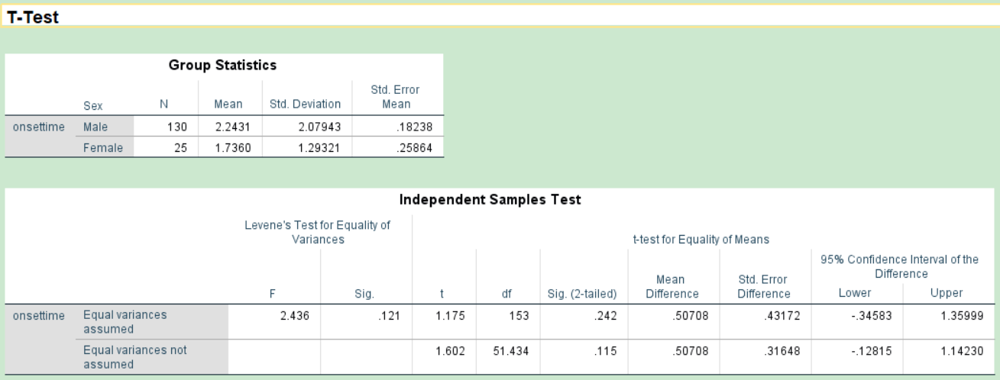 T-Test
Group Statistics
Sex N Mean Std. Deviation Std. Error Mean
onsettime Male 130 2.2431 2.07943 .18238
Female 25 1.7360 1.29321 .25864
Independent Samples Test
Levene's Test for Equality of Variances
t-test for Equality of Means
F Sig. t df Sig. (2-tailed) Mean Difference Std. Error Difference 95% Confidence Interval of the Difference
Lower Upper
onsettime Equal variances assumed 2.436 .121 1.175 153 .242 .50708 .43172 -.34583 1.35999
Equal variances not assumed 1.602 51.434 .115 .50708 .31648 -.12815 1.14230